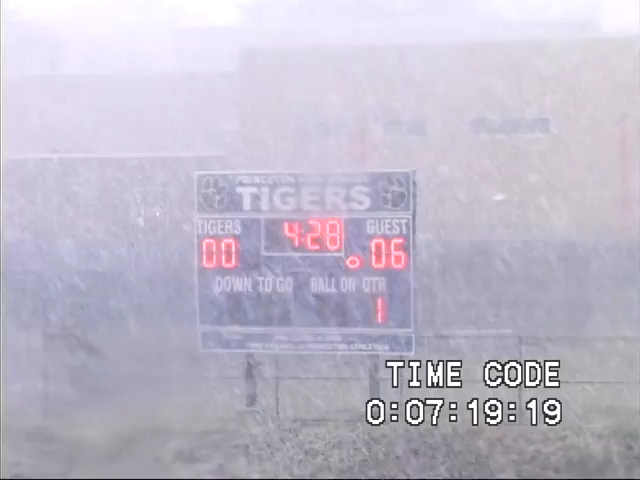 PRINCETON
TIGERS
TIGERS 4:28 GUEST
00 06
DOWN TO GO BALL ON QTR
1
TIME CODE
0:07:19:19